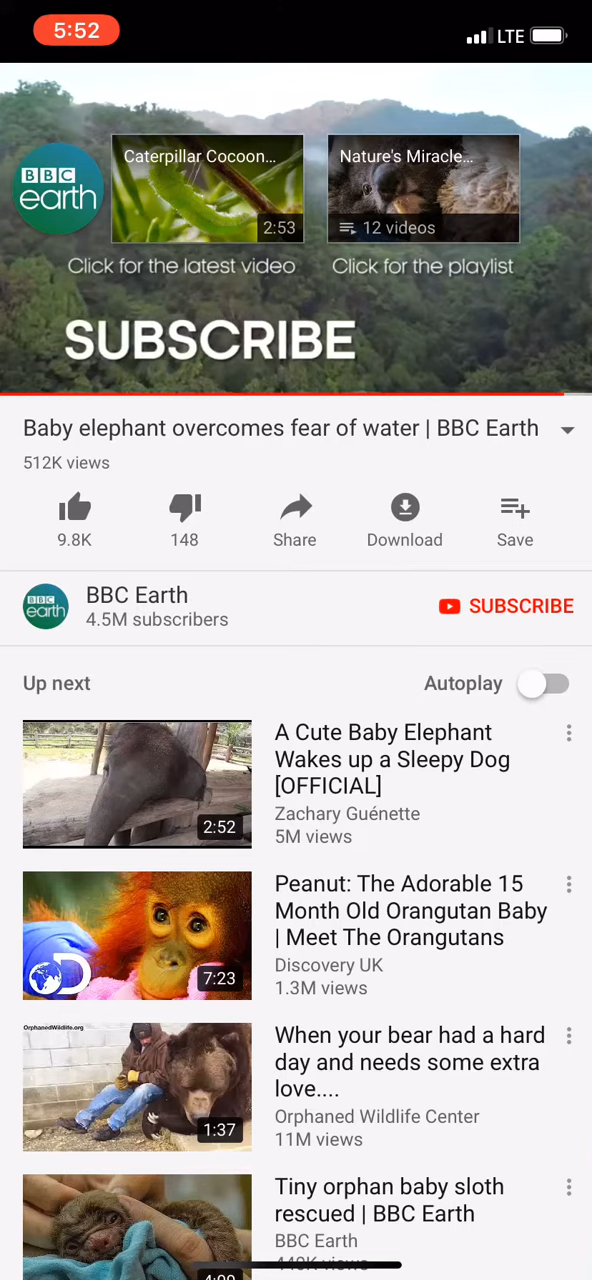 5:52
LTE
BBC
earth
Caterpillar Cocoon...
2:53
Nature's Miracle...
12 videos
Click for the latest video
Click for the playlist
SUBSCRIBE
Baby elephant overcomes fear of water | BBC Earth
512K views
9.8K
148
Share
Download
Save
BBC
earth
BBC Earth
4.5M subscribers
SUBSCRIBE
Up next
Autoplay
2:52
A Cute Baby Elephant
Wakes up a Sleepy Dog
[OFFICIAL]
Zachary Guénette
5M views
D
7:23
Peanut: The Adorable 15
Month Old Orangutan Baby
| Meet The Orangutans
Discovery UK
1.3M views
OrphanedWildlife.org
1:37
When your bear had a hard
day and needs some extra
love....
Orphaned Wildlife Center
11M views
Tiny orphan baby sloth
rescued | BBC Earth
BBC Earth